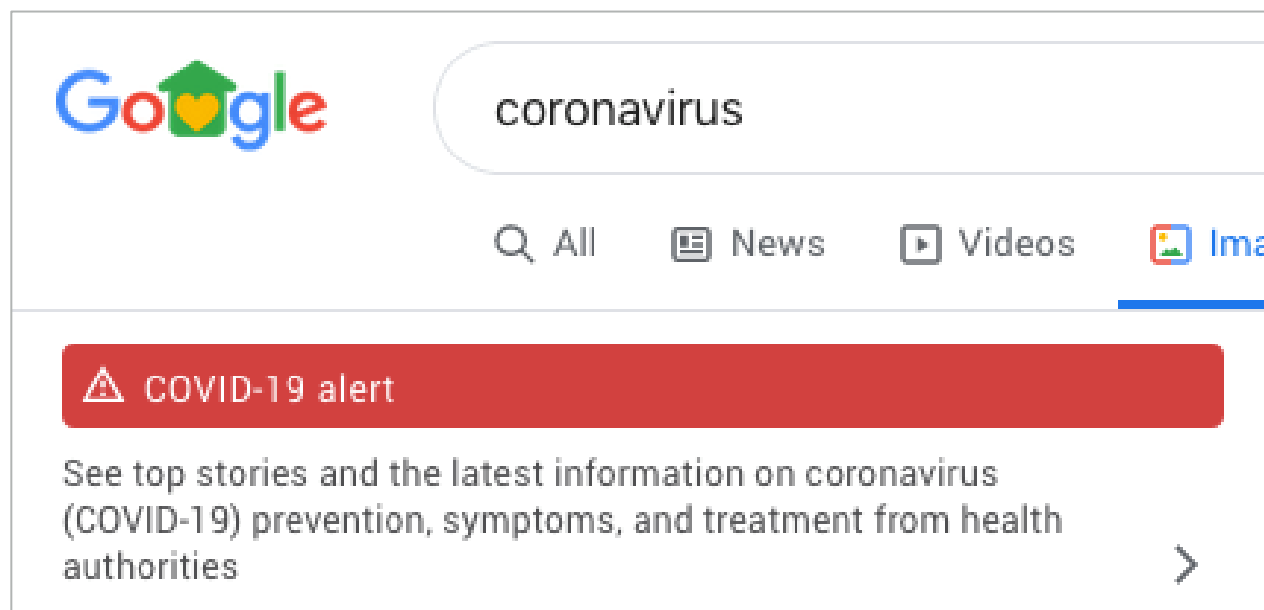 Google
coronavirus
All News Videos Ima
COVID-19 alert
See top stories and the latest information on coronavirus
(COVID-19) prevention, symptoms, and treatment from health
authorities